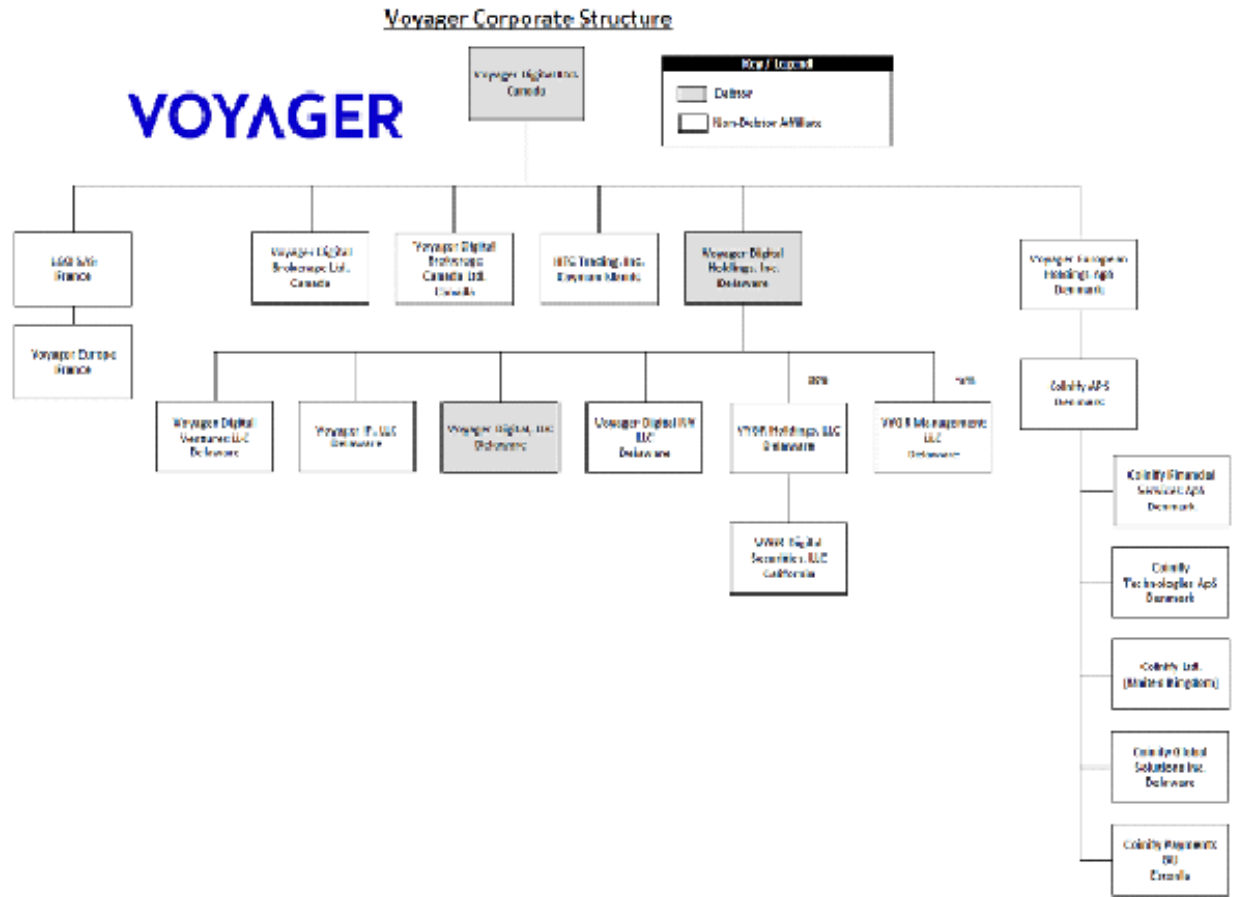 Voyager Corporate Structure
VOYAGER
Voyager Digital Ltd.
Canada
Key / Legend
Debtor
Non-Debtor Affiliate
LGO SAS
France
Voyager Digital
Brokerage Ltd.
Canada
Voyager Digital
Brokerage
Canada Ltd.
Canada
HTC Trading, Inc.
Cayman Islands
Voyager Digital
Holdings, Inc.
Delaware
Voyager European
Holdings ApS
Denmark
Voyager Europe
France
Coinify APS
Denmark
Voyager Digital
Ventures LLC
Delaware
Voyager IP, LLC
Delaware
Voyager Digital, LLC
Delaware
Voyager Digital NY
LLC
Delaware
VYGR Holdings, LLC
Delaware
VYGR Management
LLC
Delaware
VYGR Digital
Securities, LLC
California
Coinify Financial
Services ApS
Denmark
Coinify
Technologies ApS
Denmark
Coinify Ltd.
(United Kingdom)
Coinify Global
Solutions Inc.
Delaware
Coinify Payments
OU
Estonia